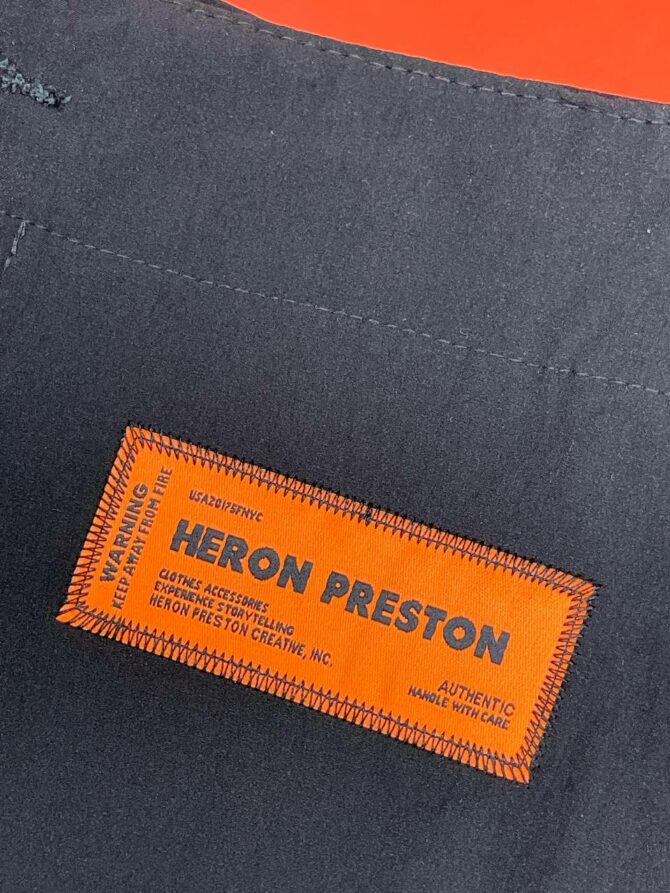 WARNING
KEEP AWAY FROM FIRE
USA2017SFNYC
HERON PRESTON
CLOTHES ACCESSORIES
EXPERIENCE STORYTELLING
HERON PRESTON CREATIVE, INC.
AUTHENTIC
HANDLE WITH CARE